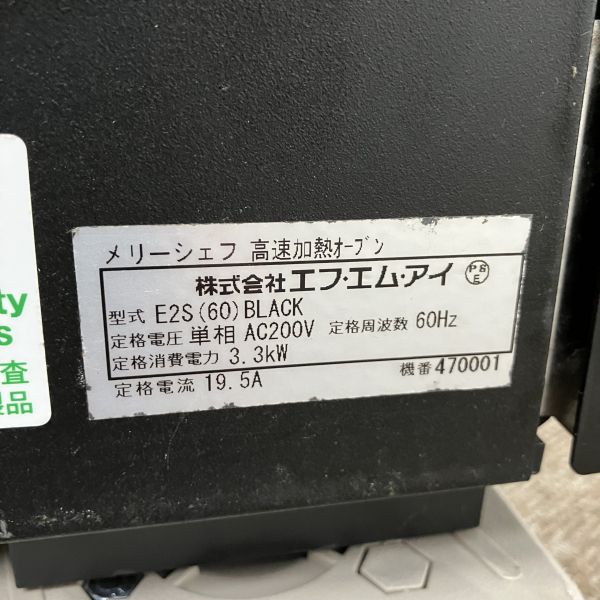 メリーシェフ 高速加熱オーブン
株式会社エフ・エム・アイ PSE
型式 E2S(60)BLACK
定格電圧 単相 AC200V 定格周波数 60Hz
定格消費電力 3.3kW
定格電流 19.5A
機番 470001
ty
s
査
製品